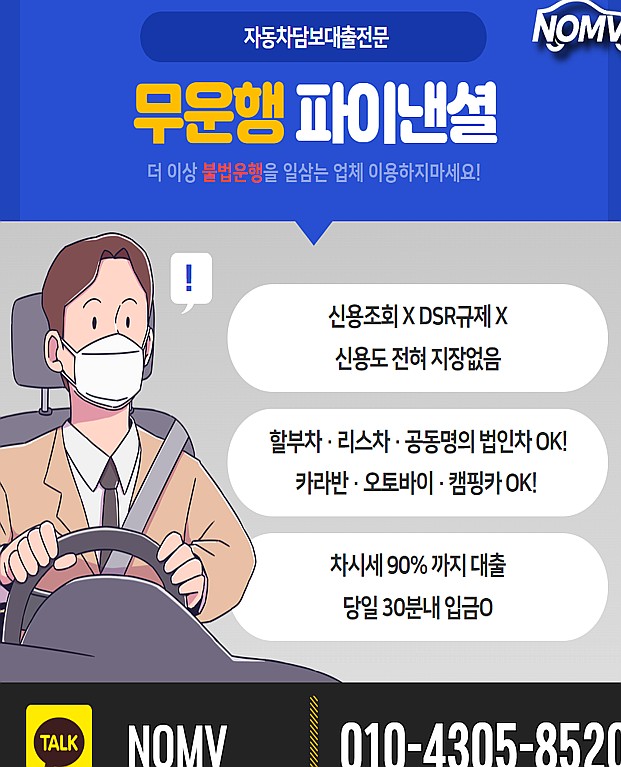 자동차담보대출전문
NOMV
무운행 파이낸셜
더 이상 불법운행을 일삼는 업체 이용하지마세요!
!
신용조회 X DSR규제 X
신용도 전혀 지장없음
할부차 · 리스차 · 공동명의 법인차 OK!
카라반 · 오토바이 · 캠핑카 OK!
차시세 90% 까지 대출
당일 30분내 입금O
TALK
NOMV
010-4305-8520